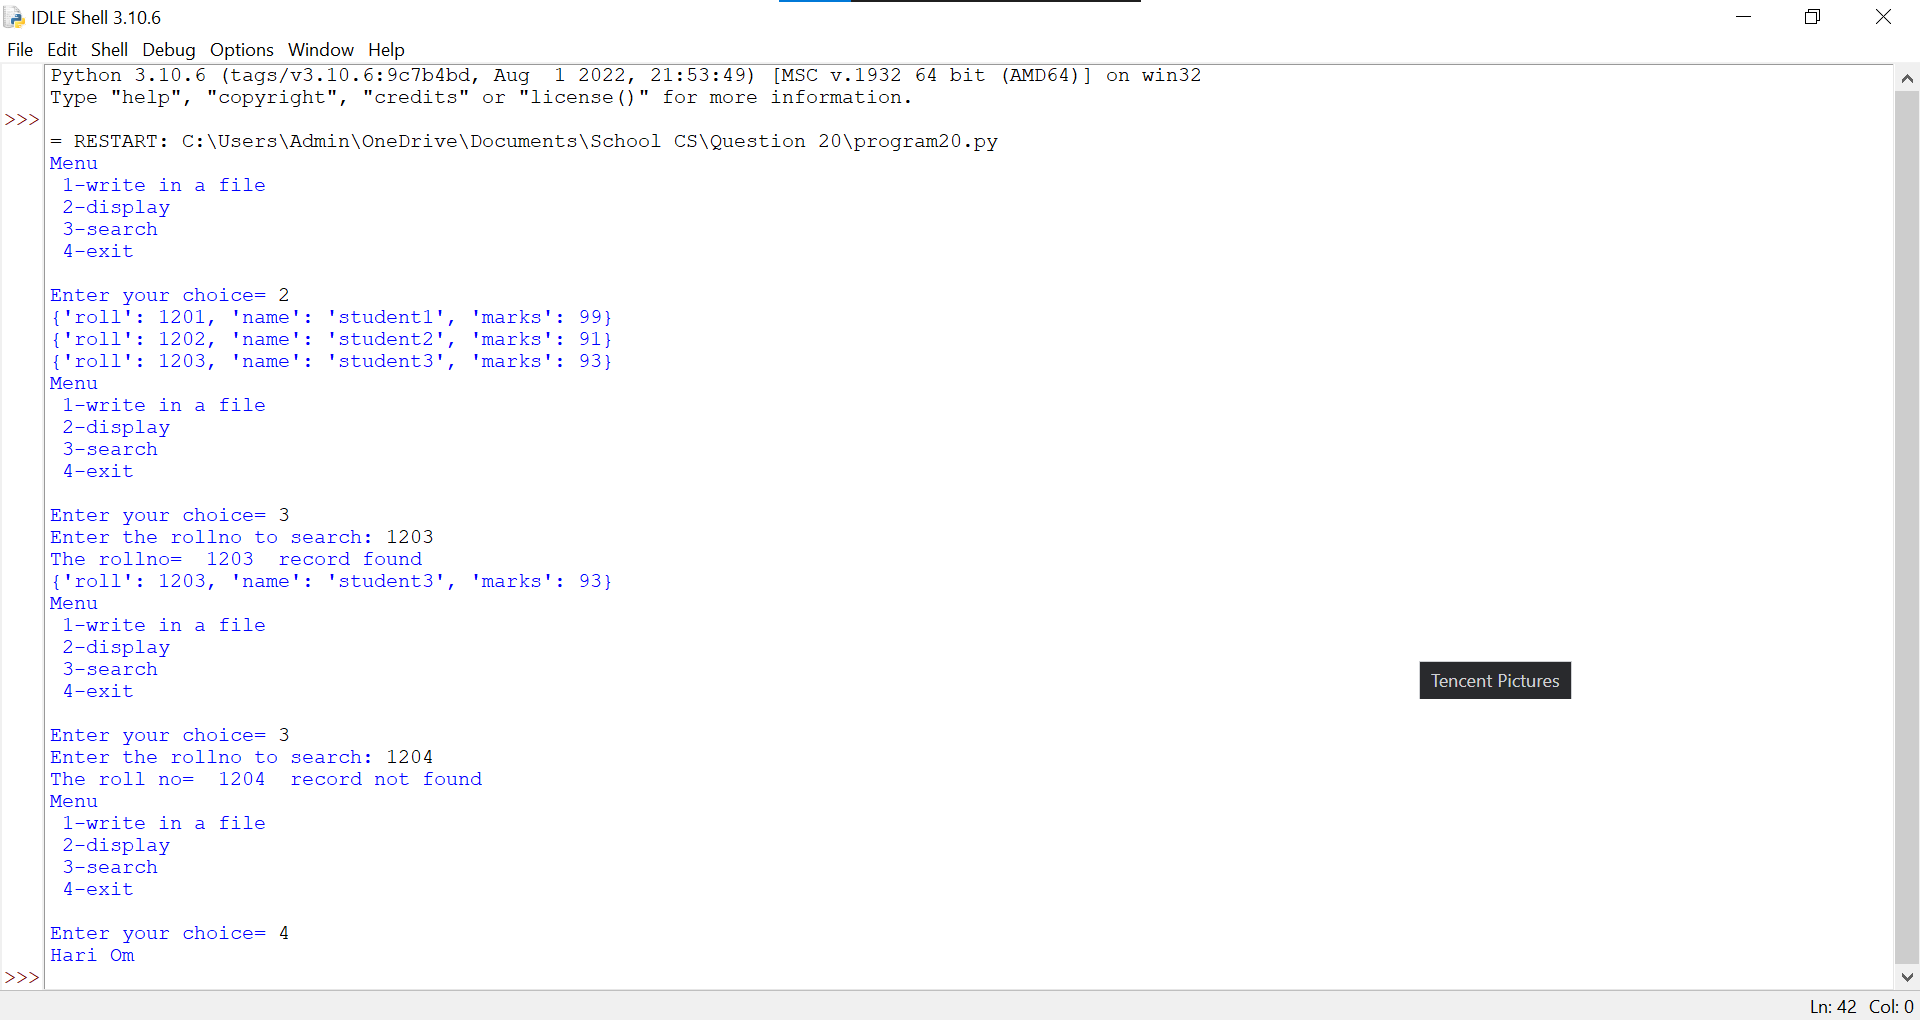 IDLE Shell 3.10.6
File Edit Shell Debug Options Window Help
Python 3.10.6 (tags/v3.10.6:9c7b4bd, Aug  1 2022, 21:53:49) [MSC v.1932 64 bit (AMD64)] on win32
Type "help", "copyright", "credits" or "license()" for more information.
>>>
= RESTART: C:\Users\Admin\OneDrive\Documents\School CS\Question 20\program20.py
Menu
 1-write in a file
 2-display
 3-search
 4-exit
Enter your choice= 2
{'roll': 1201, 'name': 'student1', 'marks': 99}
{'roll': 1202, 'name': 'student2', 'marks': 91}
{'roll': 1203, 'name': 'student3', 'marks': 93}
Menu
 1-write in a file
 2-display
 3-search
 4-exit
Enter your choice= 3
Enter the rollno to search: 1203
The rollno=  1203  record found
{'roll': 1203, 'name': 'student3', 'marks': 93}
Menu
 1-write in a file
 2-display
 3-search
 4-exit
Tencent Pictures
Enter your choice= 3
Enter the rollno to search: 1204
The roll no=  1204  record not found
Menu
 1-write in a file
 2-display
 3-search
 4-exit
Enter your choice= 4
Hari Om
>>>
Ln: 42 Col: 0